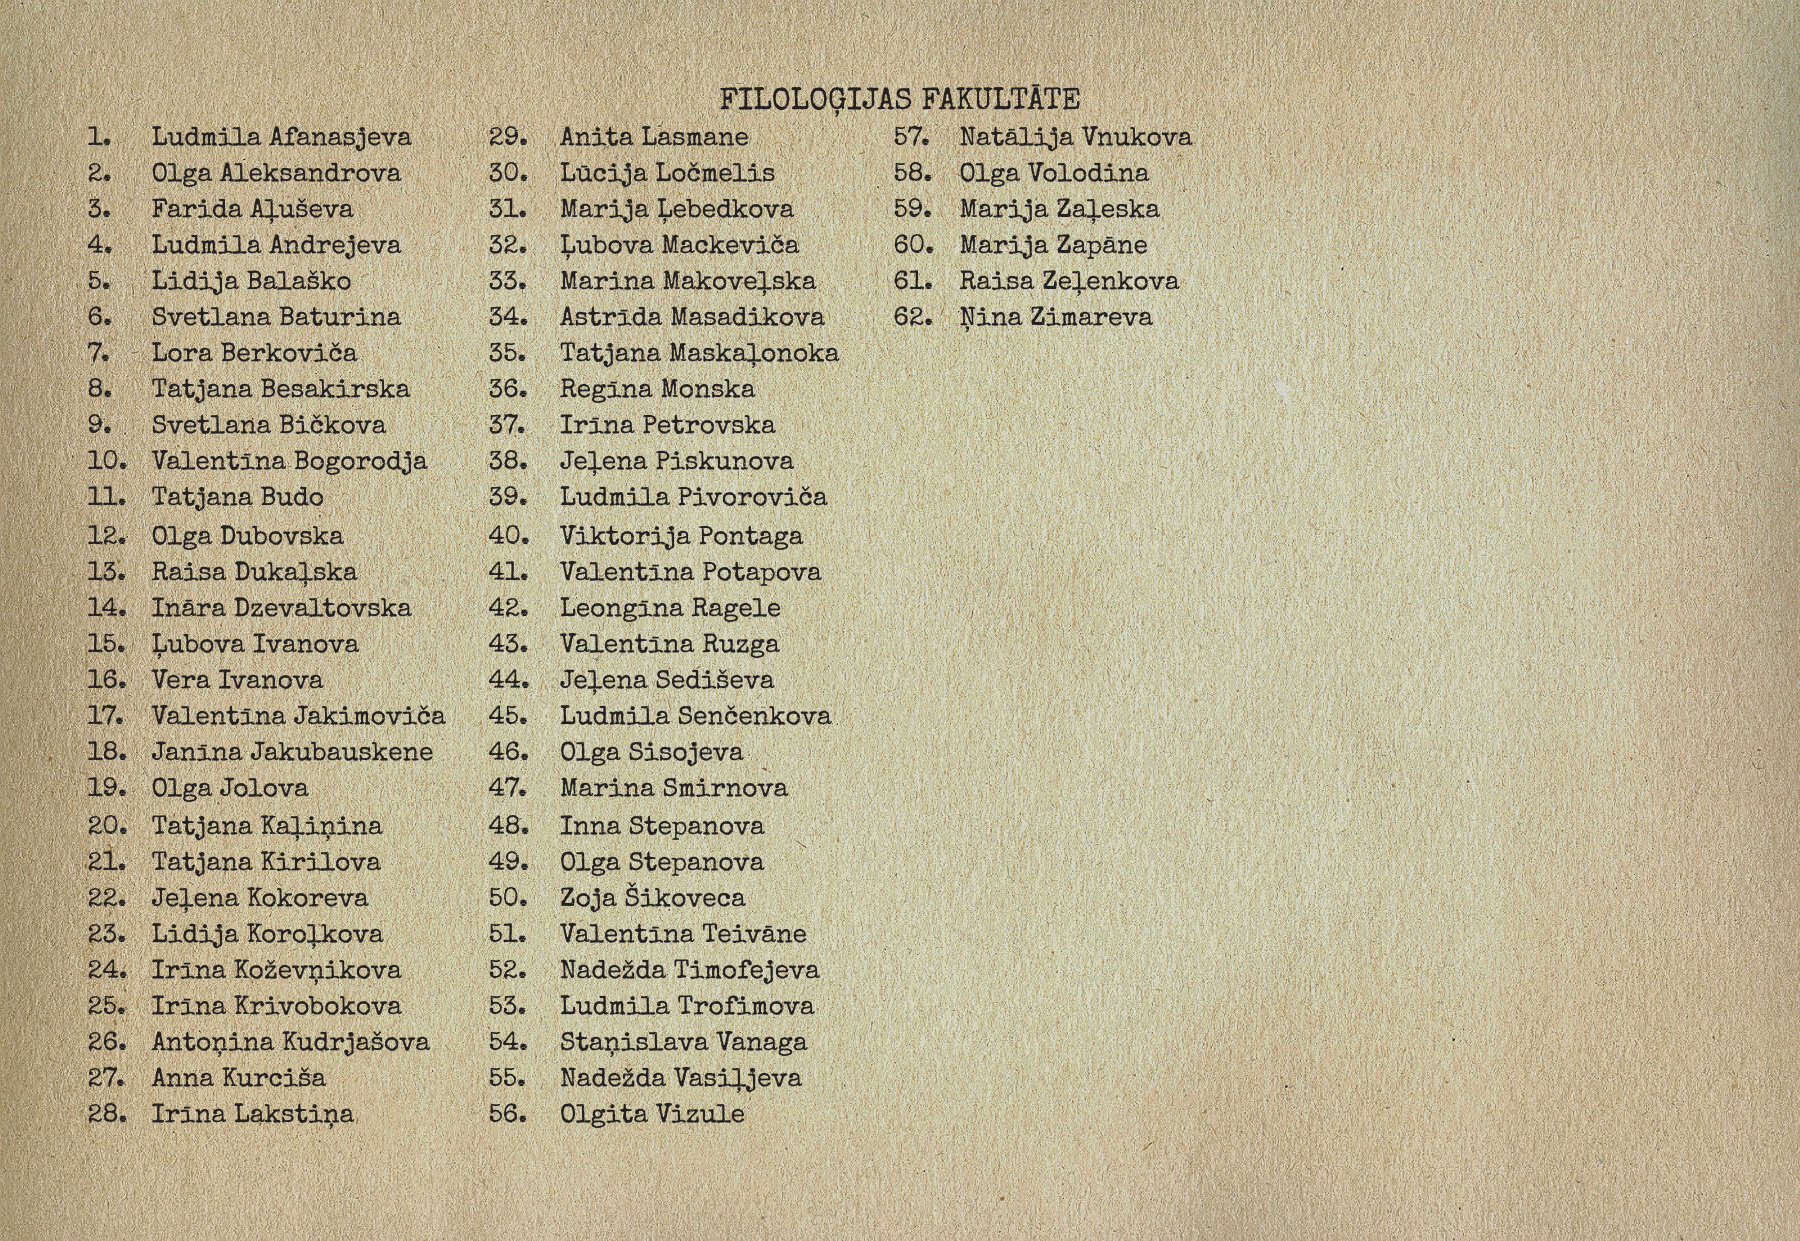 FILOLOĢIJAS FAKULTĀTE
1. Ludmila Afanasjeva
2. Olga Aleksandrova
3. Farida Aļuševa
4. Ludmila Andrejeva
5. Lidija Balaško
6. Svetlana Baturina
7. Lora Berkoviča
8. Tatjana Besakirska
9. Svetlana Bičkova
10. Valentīna Bogorodja
11. Tatjana Budo
12. Olga Dubovska
13. Raisa Dukaļska
14. Ināra Dzevaltovska
15. Ļubova Ivanova
16. Vera Ivanova
17. Valentīna Jakimoviča
18. Janīna Jakubauskene
19. Olga Jolova
20. Tatjana Kaļiņina
21. Tatjana Kirilova
22. Jeļena Kokoreva
23. Lidija Koroļkova
24. Irīna Koževņikova
25. Irīna Krivobokova
26. Antoņina Kudrjašova
27. Anna Kurciša
28. Irīna Lakstiņa
29. Anita Lasmane
30. Lūcija Ločmelis
31. Marija Ļebedkova
32. Ļubova Mackeviča
33. Marina Makoveļska
34. Astrīda Masadikova
35. Tatjana Maskaļonoka
36. Regīna Monska
37. Irīna Petrovska
38. Jeļena Piskunova
39. Ludmila Pivoroviča
40. Viktorija Pontaga
41. Valentīna Potapova
42. Leongīna Ragele
43. Valentīna Ruzga
44. Jeļena Sediševa
45. Ludmila Senčenkova
46. Olga Sisojeva
47. Marina Smirnova
48. Inna Stepanova
49. Olga Stepanova
50. Zoja Šikoveca
51. Valentīna Teivāne
52. Nadežda Timofejeva
53. Ludmila Trofimova
54. Staņislava Vanaga
55. Nadežda Vasiļjeva
56. Olgita Vizule
57. Natālija Vnukova
58. Olga Volodina
59. Marija Zaļeska
60. Marija Zapāne
61. Raisa Zeļenkova
62. Ņina Zimareva